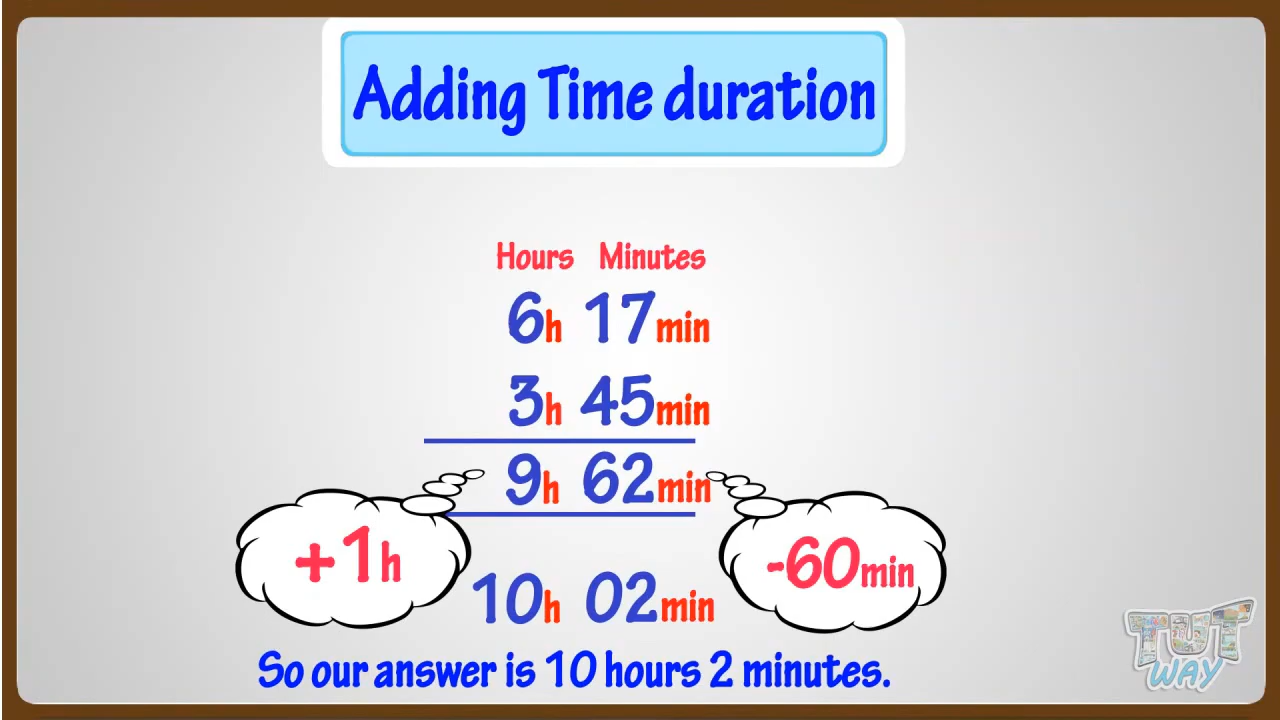 Adding Time duration
Hours Minutes
6h 17min
3h 45min
9h 62min
+1h
-60min
10h 02min
So our answer is 10 hours 2 minutes.
TUT
WAY